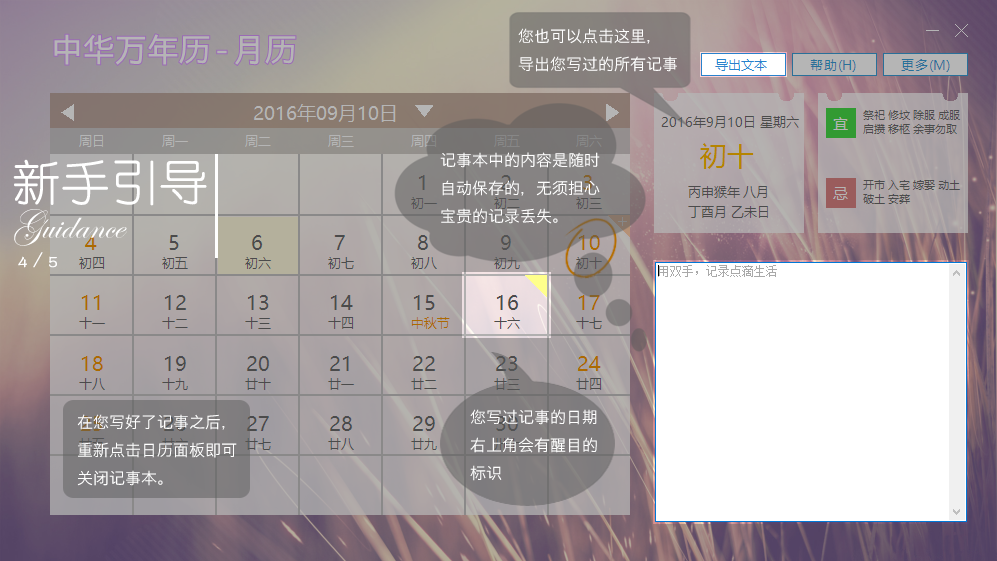 中华万年历 - 月历
您也可以点击这里，
导出您写过的所有记事
导出文本 帮助(H) 更多(M)
2016年09月10日
周日 周一 周二 周三 周四 周五 周六
新手引导
Guidance
4 / 5
记事本中的内容是随时
自动保存的，无须担心
宝贵的记录丢失。
1 2 3
初一 初三
4 5 6 7 8 9 10
初四 初五 初六 初七 初八 初九 初十
11 12 13 14 15 16 17
十一 十二 十三 十四 中秋节 十六 十七
18 19 20 21 22 23 24
十八 十九 二十 廿一 廿二 廿三 廿四
27 28 29
廿七 廿八 廿九
在您写好了记事之后，
重新点击日历面板即可
关闭记事本。
您写过记事的日期
右上角会有醒目的
标识
2016年9月10日 星期六
初十
丙申猴年 八月
丁酉月 乙未日
宜
祭祀 修坟 除服 成服
启攒 移柩 余事勿取
忌
开市 入宅 嫁娶 动土
破土 安葬
用双手，记录点滴生活